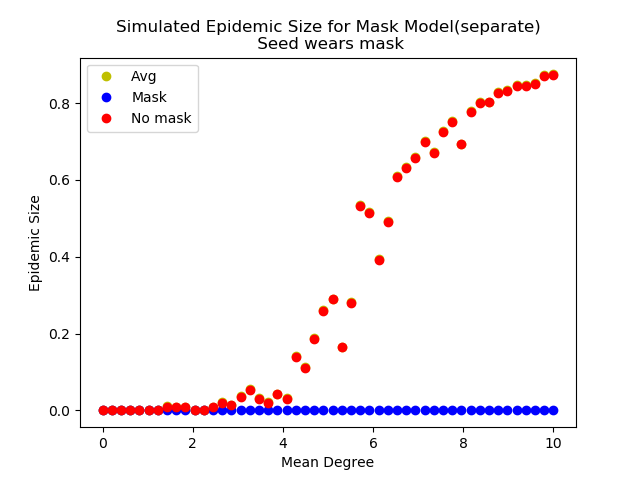 Simulated Epidemic Size for Mask Model(separate)
Seed wears mask
Avg
Mask
No mask
0.8
0.6
0.4
0.2
0.0
Epidemic Size
0 2 4 6 8 10
Mean Degree